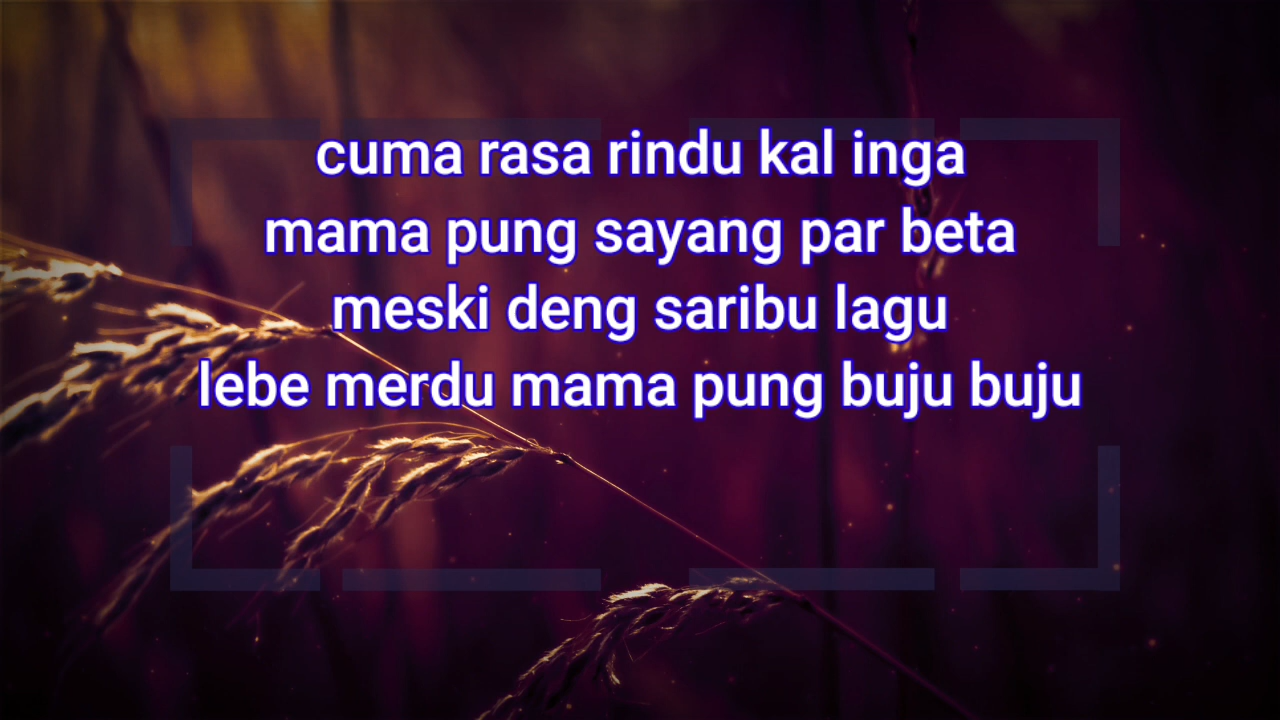 cuma rasa rindu kal inga
mama pung sayang par beta
meski deng saribu lagu
lebe merdu mama pung buju buju